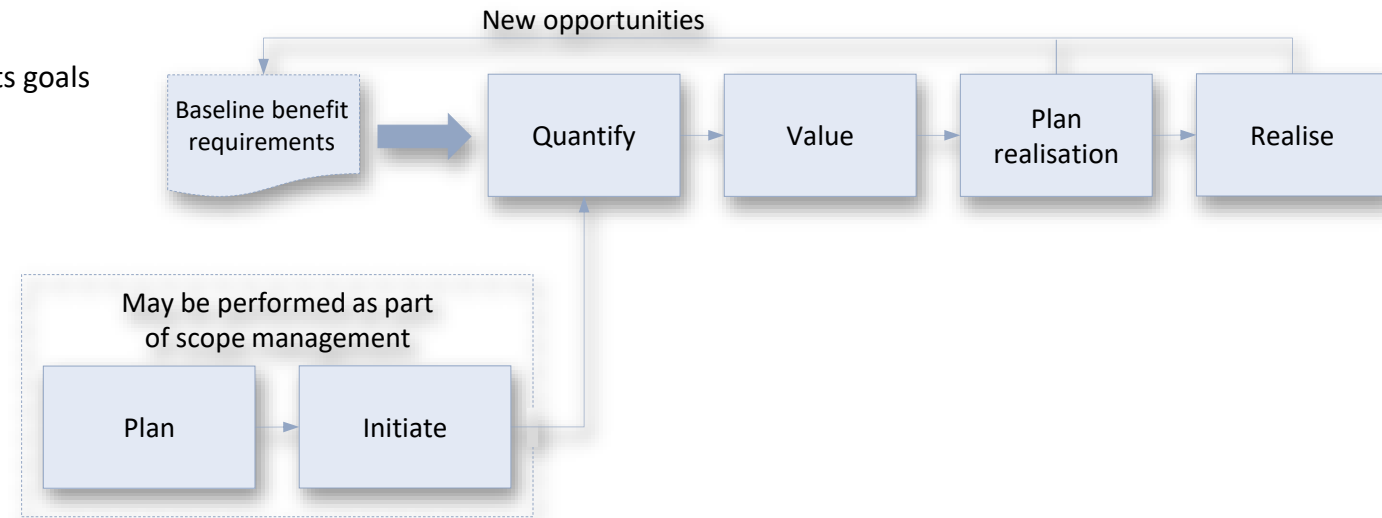 New opportunities
ts goals
Baseline benefit
requirements
Quantify
Value
Plan
realisation
Realise
May be performed as part
of scope management
Plan
Initiate